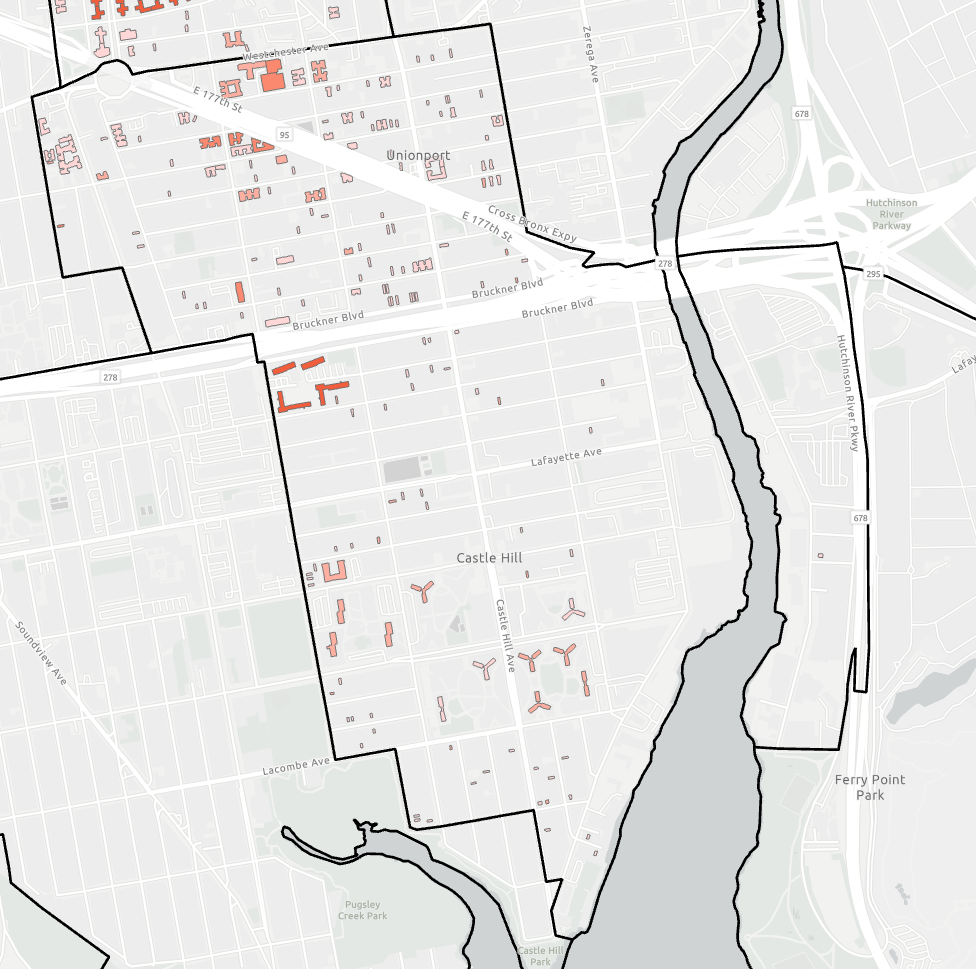 Westchester Ave
Zerega Ave
E 177th St
678
95
Unionport
Hutchinson
River
Parkway
Cross Bronx Expy
E 177th St
278
295
Bruckner Blvd
Bruckner Blvd
Bruckner Blvd
Hutchinson River Pkwy
Lafay
278
Lafayette Ave
678
Castle Hill
Castle Hill Ave
Soundview Ave
Lacombe Ave
Ferry Point
Park
Pugsley
Creek Park
Castle Hill
Park